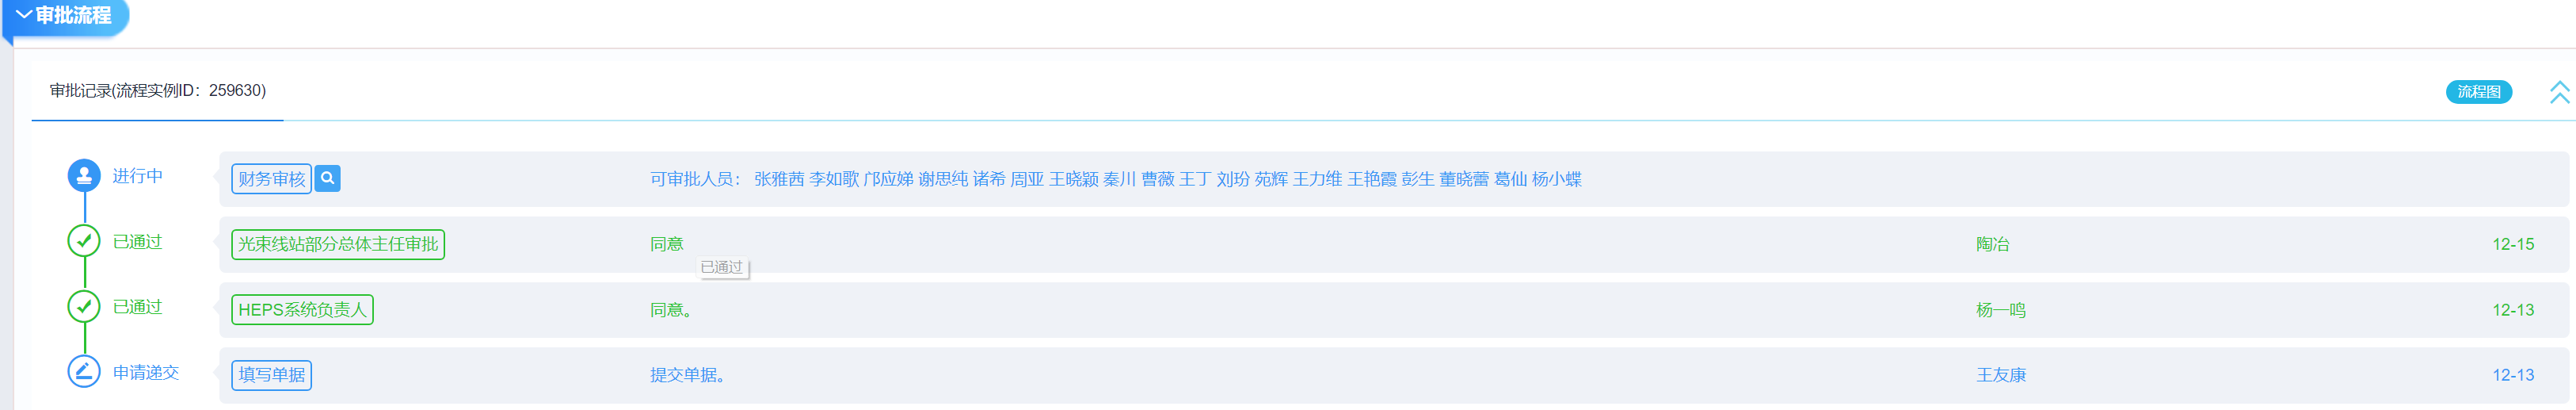 审批流程
审批记录(流程实例ID：259630) 流程图
进行中 财务审核 可审批人员： 张雅茜 李如歌 邝应娣 谢思纯 诸希 周亚 王晓颖 秦川 曹薇 王丁 刘玢 苑辉 王力维 王艳霞 彭生 董晓蕾 葛仙 杨小蝶
已通过 光束线站部分总体主任审批 同意 陶冶 12-15
已通过
已通过 HEPS系统负责人 同意。 杨一鸣 12-13
申请递交 填写单据 提交单据。 王友康 12-13